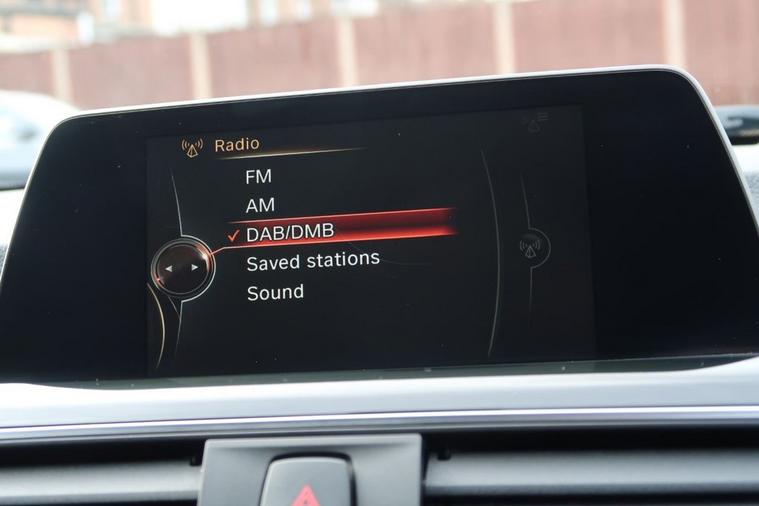 Radio
FM
AM
DAB/DMB
Saved stations
Sound